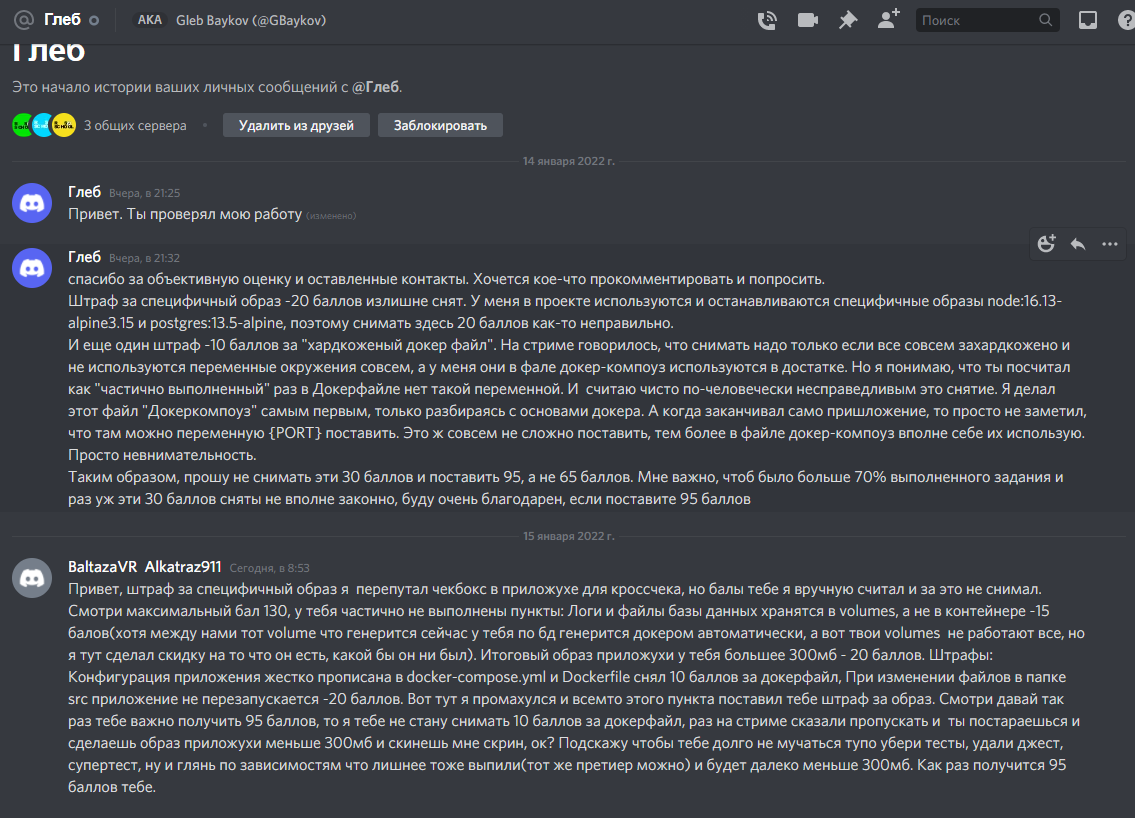 Глеб AKA Gleb Baykov (@GBaykov) Поиск
Глеб
Это начало истории ваших личных сообщений с @Глеб.
3 общих сервера Удалить из друзей Заблокировать
14 января 2022 г.
Глеб Вчера, в 21:25
Привет. Ты проверял мою работу (изменено)
Глеб Вчера, в 21:32
спасибо за объективную оценку и оставленные контакты. Хочется кое-что прокомментировать и попросить.
Штраф за специфичный образ -20 баллов излишне снят. У меня в проекте используются и останавливаются специфичные образы node:16.13-
alpine3.15 и postgres:13.5-alpine, поэтому снимать здесь 20 баллов как-то неправильно.
И еще один штраф -10 баллов за "хардкоженый докер файл". На стриме говорилось, что снимать надо только если все совсем захардкожено и
не используются переменные окружения совсем, а у меня они в фале докер-компоуз используются в достатке. Но я понимаю, что ты посчитал
как "частично выполненный" раз в Докерфайле нет такой переменной. И считаю чисто по-человечески несправедливым это снятие. Я делал
этот файл "Докеркомпоуз" самым первым, только разбираясь с основами докера. А когда заканчивал само пришложение, то просто не заметил,
что там можно переменную {PORT} поставить. Это ж совсем не сложно поставить, тем более в файле докер-компоуз вполне себе их использую.
Просто невнимательность.
Таким образом, прошу не снимать эти 30 баллов и поставить 95, а не 65 баллов. Мне важно, чтоб было больше 70% выполненного задания и
раз уж эти 30 баллов сняты не вполне законно, буду очень благодарен, если поставите 95 баллов
15 января 2022 г.
BaltazaVR Alkatraz911 Сегодня, в 8:53
Привет, штраф за специфичный образ я перепутал чекбокс в приложухе для кроссчека, но балы тебе я вручную считал и за это не снимал.
Смотри максимальный бал 130, у тебя частично не выполнены пункты: Логи и файлы базы данных хранятся в volumes, а не в контейнере -15
балов(хотя между нами тот volume что генерится сейчас у тебя по бд генерится докером автоматически, а вот твои volumes не работают все, но
я тут сделал скидку на то что он есть, какой бы он ни был). Итоговый образ приложухи у тебя большее 300мб - 20 баллов. Штрафы:
Конфигурация приложения жестко прописана в docker-compose.yml и Dockerfile снял 10 баллов за докерфайл, При изменении файлов в папке
src приложение не перезапускается -20 баллов. Вот тут я промахулся и всемто этого пункта поставил тебе штраф за образ. Смотри давай так
раз тебе важно получить 95 баллов, то я тебе не стану снимать 10 баллов за докерфайл, раз на стриме сказали пропускать и ты постараешься и
сделаешь образ приложухи меньше 300мб и скинешь мне скрин, ок? Подскажу чтобы тебе долго не мучаться тупо убери тесты, удали джест,
супертест, ну и глянь по зависимостям что лишнее тоже выпили(тот же претиер можно) и будет далеко меньше 300мб. Как раз получится 95
баллов тебе.